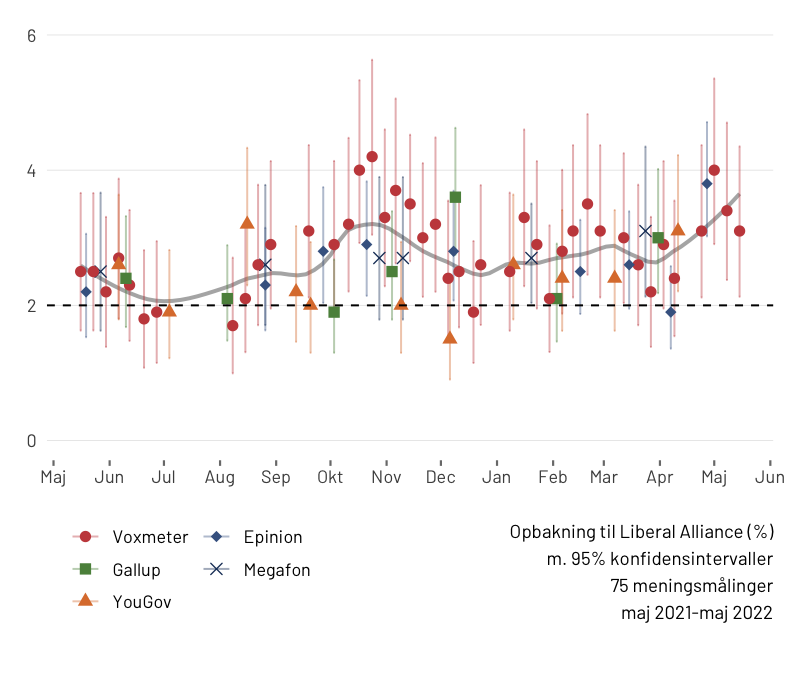 6
4
2
0
Maj Jun Jul Aug Sep Okt Nov Dec Jan Feb Mar Apr Maj Jun
Voxmeter Epinion
Gallup Megafon
YouGov
Opbakning til Liberal Alliance (%)
m. 95% konfidensintervaller
75 meningsmålinger
maj 2021-maj 2022